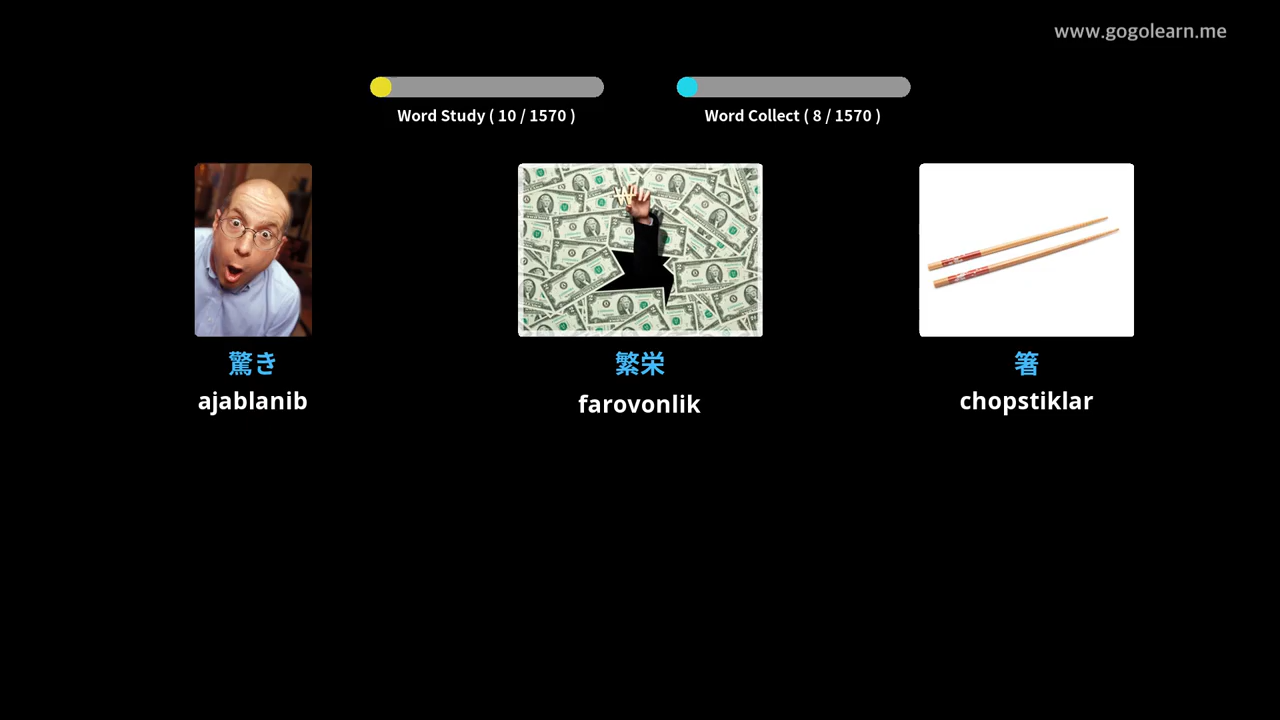 www.gogolearn.me
Word Study ( 10 / 1570 )
Word Collect ( 8 / 1570 )
驚き
繁栄
箸
ajablanib
farovonlik
chopstiklar